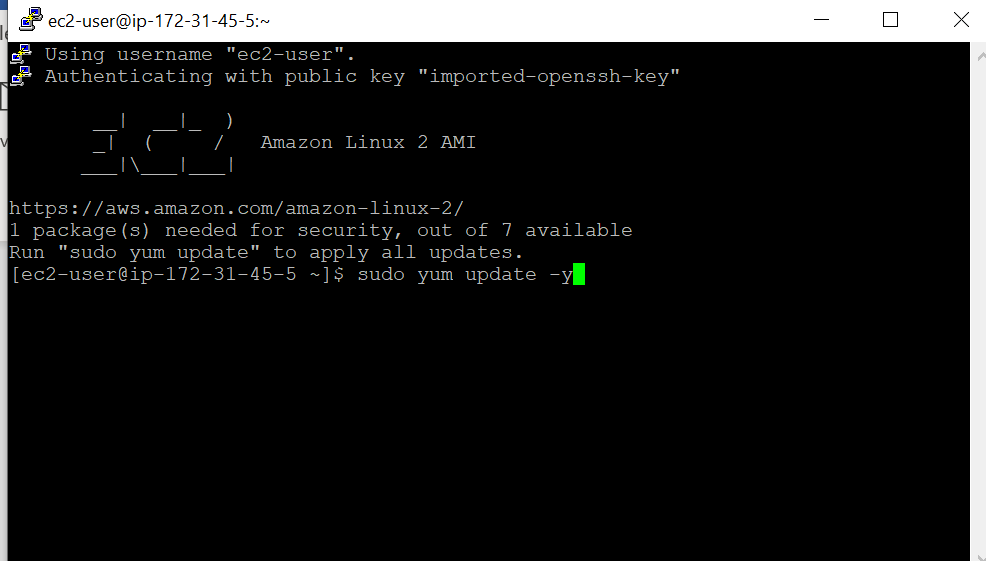 ec2-user@ip-172-31-45-5:~
Using username "ec2-user".
Authenticating with public key "imported-openssh-key"
__|  __|_  )
_|  (     /   Amazon Linux 2 AMI
___|\___|___|
https://aws.amazon.com/amazon-linux-2/
1 package(s) needed for security, out of 7 available
Run "sudo yum update" to apply all updates.
[ec2-user@ip-172-31-45-5 ~]$ sudo yum update -y